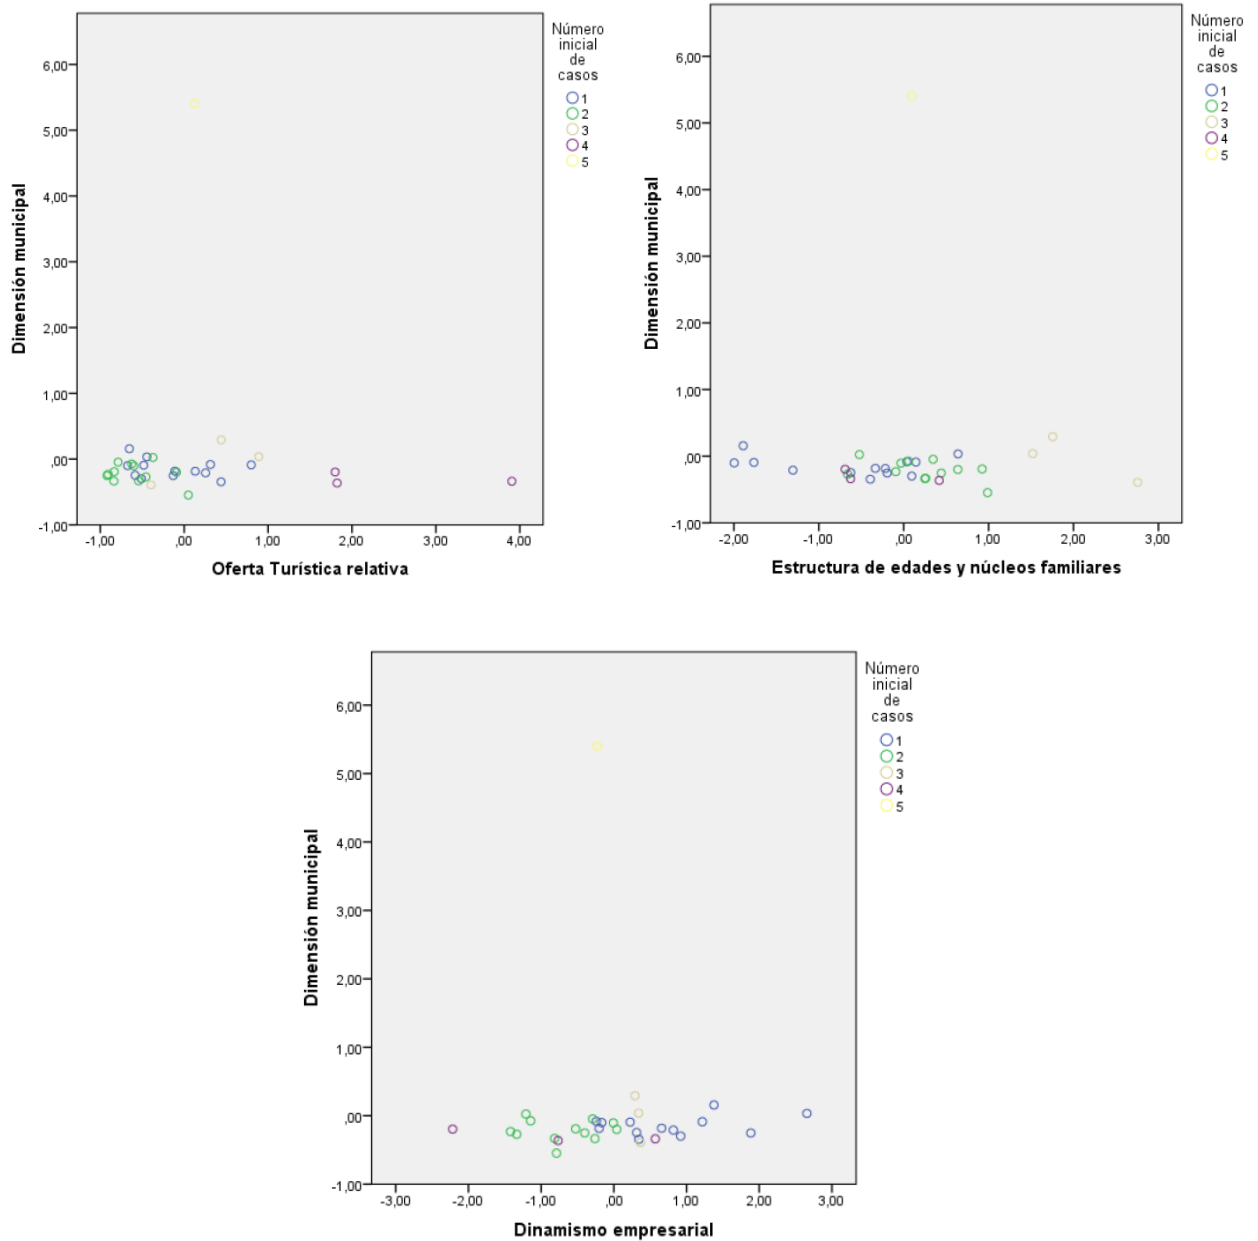 Número
inicial
de
casos
1
2
3
4
5
6,00
5,00
4,00
3,00
2,00
1,00
,00
-1,00
Dimensión municipal
-1,00 ,00 1,00 2,00 3,00 4,00
Oferta Turística relativa
Número
inicial
de
casos
1
2
3
4
5
6,00
5,00
4,00
3,00
2,00
1,00
,00
-1,00
Dimensión municipal
-2,00 -1,00 ,00 1,00 2,00 3,00
Estructura de edades y núcleos familiares
Número
inicial
de
casos
1
2
3
4
5
6,00
5,00
4,00
3,00
2,00
1,00
,00
-1,00
Dimensión municipal
-3,00 -2,00 -1,00 ,00 1,00 2,00 3,00
Dinamismo empresarial